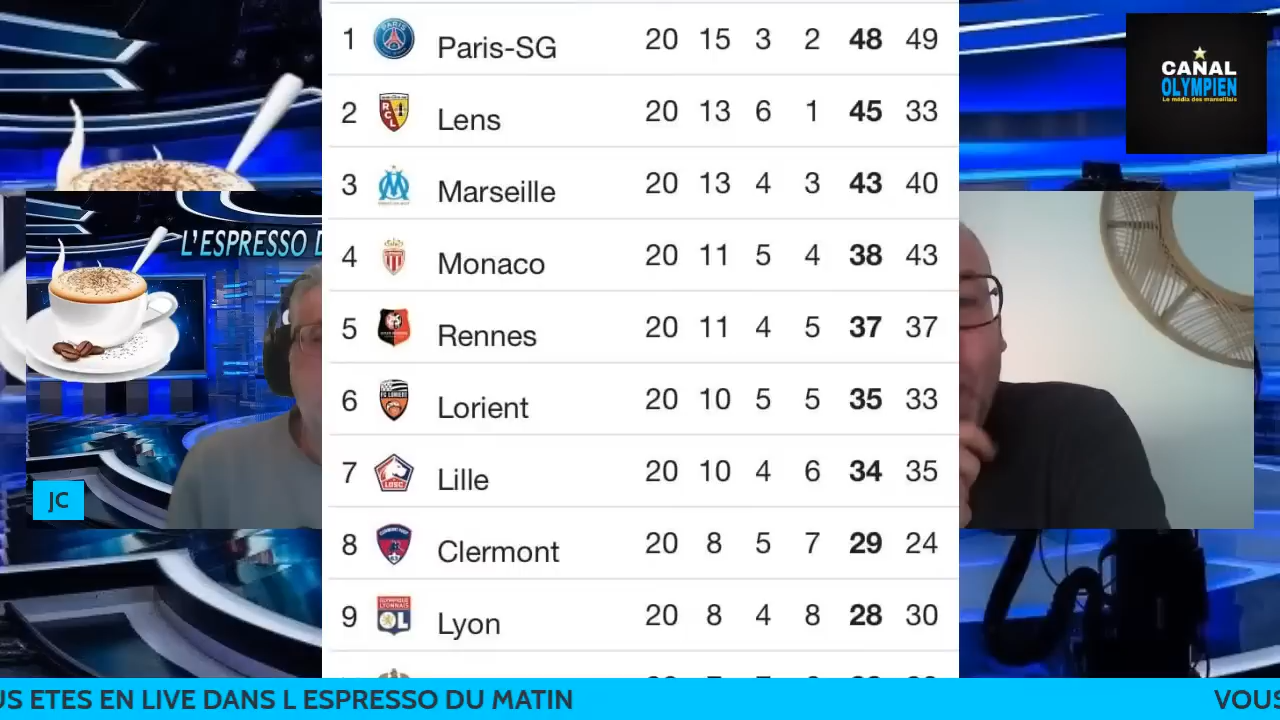 1 Paris-SG 20 15 3 2 48 49
2 Lens 20 13 6 1 45 33
3 Marseille 20 13 4 3 43 40
4 Monaco 20 11 5 4 38 43
5 Rennes 20 11 4 5 37 37
6 Lorient 20 10 5 5 35 33
7 Lille 20 10 4 6 34 35
8 Clermont 20 8 5 7 29 24
9 Lyon 20 8 4 8 28 30
CANAL
OLYMPIEN
Le média des marseillais
L'ESPRESSO D
JC
US ETES EN LIVE DANS L ESPRESSO DU MATIN
VOUS